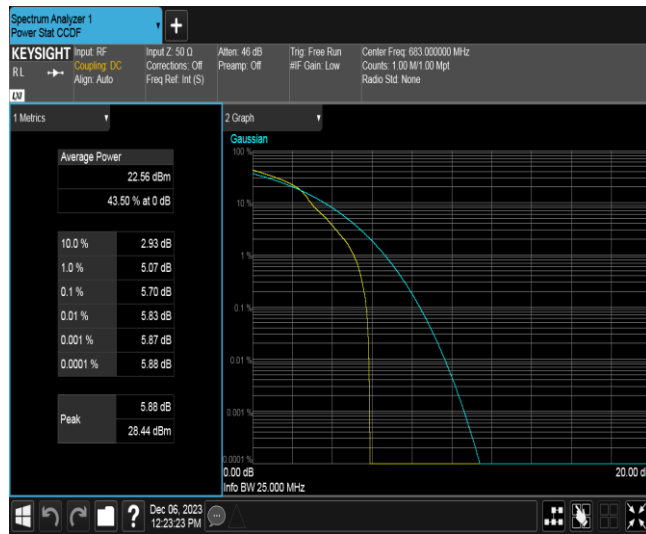 Spectrum Analyzer 1
Power Stat CCDF
+
KEYSIGHT
RL
LXI
Input: RF
Coupling: DC
Align: Auto
Input Z: 50 Ω
Corrections: Off
Freq Ref: Int (S)
Atten: 46 dB
Preamp: Off
Trig: Free Run
#IF Gain: Low
Center Freq: 683.000000 MHz
Counts: 1.00 M/1.00 Mpt
Radio Std: None
1 Metrics
Average Power
22.56 dBm
43.50 % at 0 dB
10.0 % 2.93 dB
1.0 % 5.07 dB
0.1 % 5.70 dB
0.01 % 5.83 dB
0.001 % 5.87 dB
0.0001 % 5.88 dB
Peak
5.88 dB
28.44 dBm
2 Graph
Gaussian
100 %
10 %
1 %
0.1 %
0.01 %
0.001 %
0.0001 %
0.00 dB
20.00 d
Info BW 25.000 MHz
?
Dec 06, 2023
12:23:23 PM